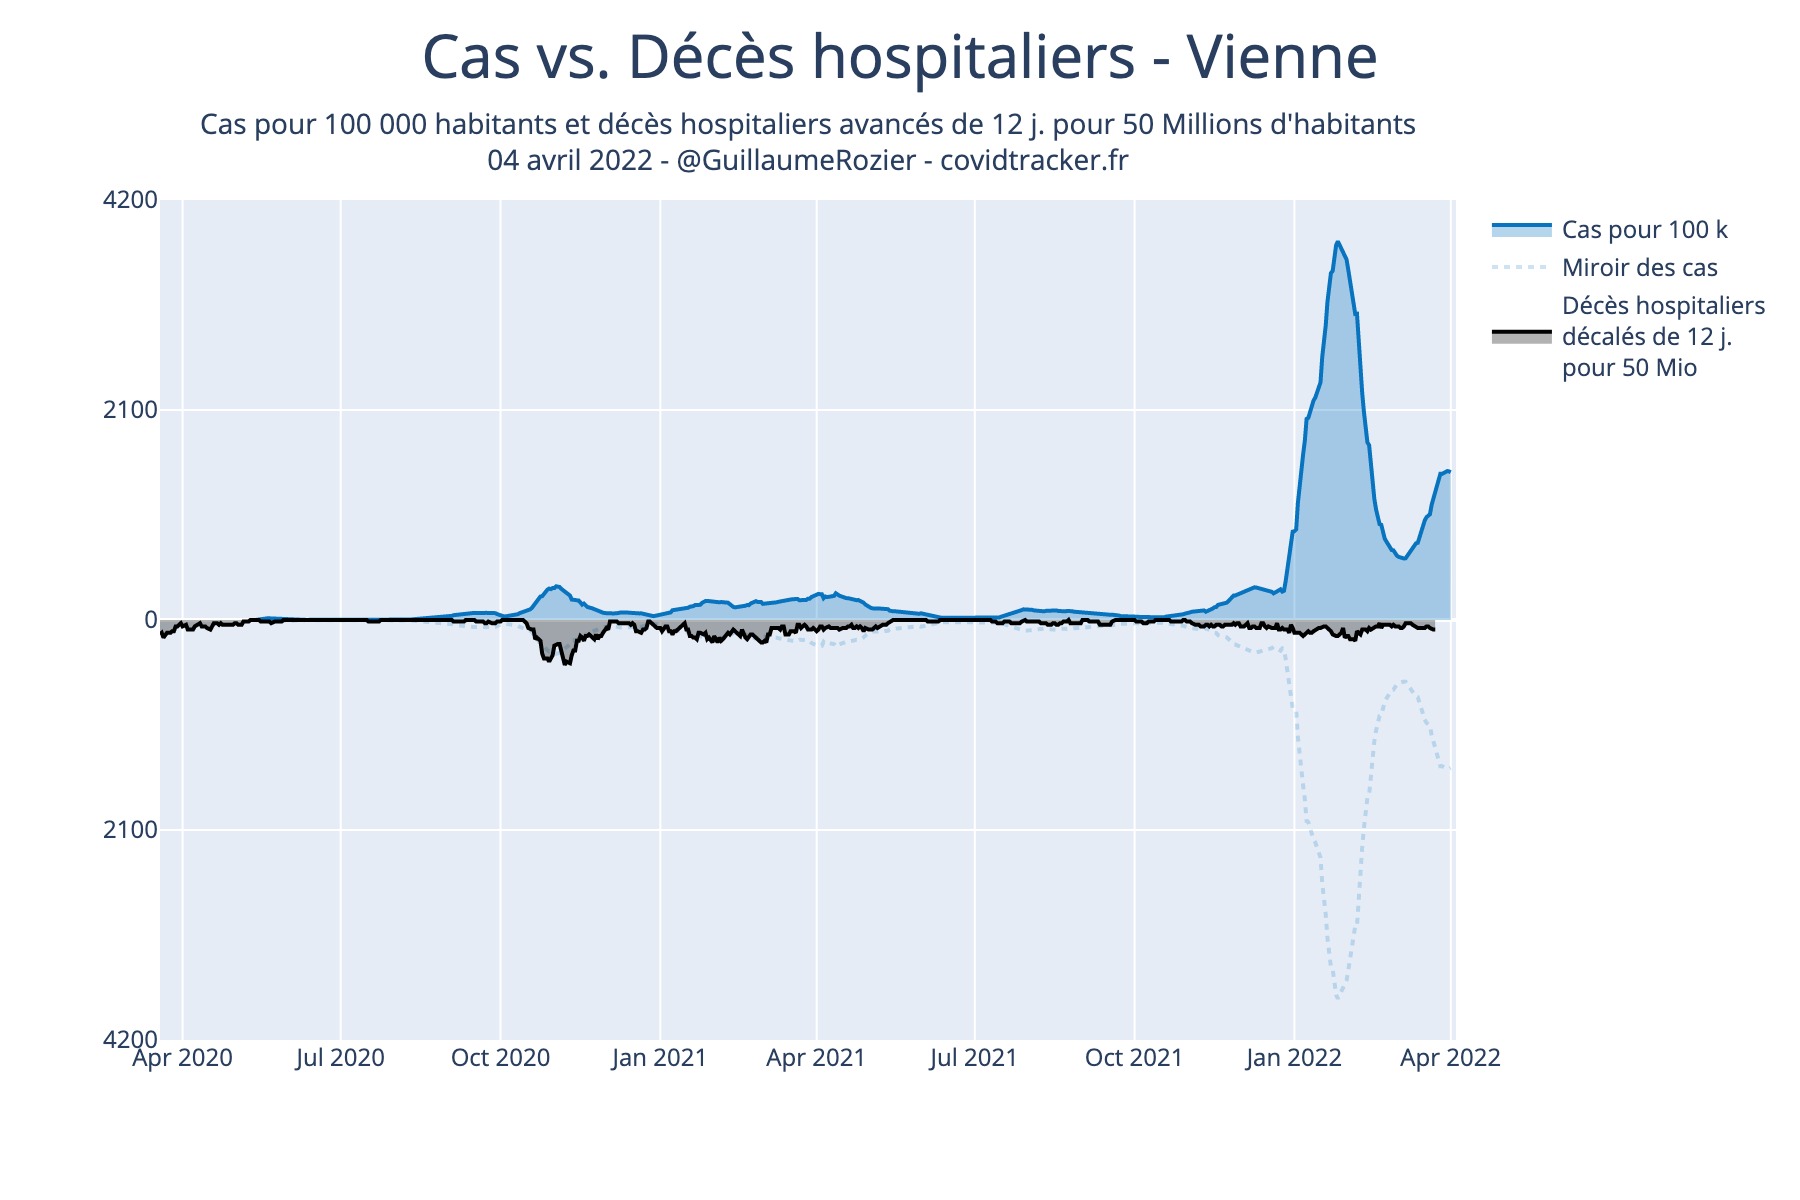 Cas vs. Décès hospitaliers - Vienne
Cas pour 100 000 habitants et décès hospitaliers avancés de 12 j. pour 50 Millions d'habitants
04 avril 2022 - @GuillaumeRozier - covidtracker.fr
4200
2100
0
2100
4200
Apr 2020
Jul 2020
Oct 2020
Jan 2021
Apr 2021
Jul 2021
Oct 2021
Jan 2022
Apr 2022
Cas pour 100 k
Miroir des cas
Décès hospitaliers
décalés de 12 j.
pour 50 Mio